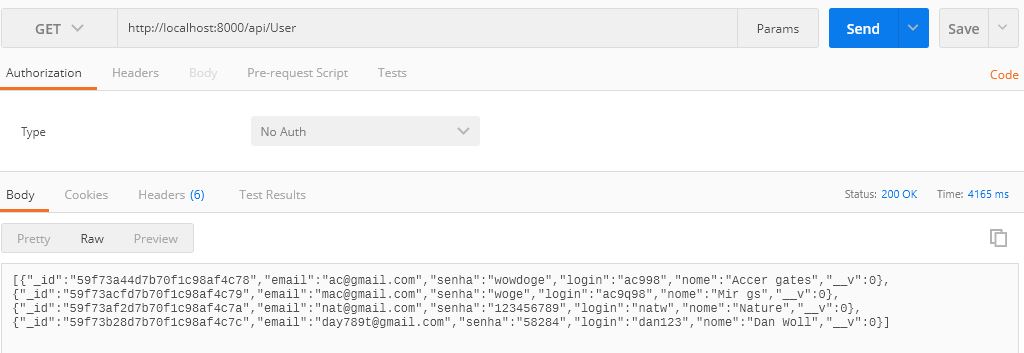 GET http://localhost:8000/api/User Params Send Save
Authorization Headers Body Pre-request Script Tests Code
Type No Auth
Body Cookies Headers (6) Test Results Status: 200 OK Time: 4165 ms
Pretty Raw Preview
[{"_id":"59f73a44d7b70f1c98af4c78","email":"ac@gmail.com","senha":"wowdoge","login":"ac998","nome":"Accer gates","__v":0},
{"_id":"59f73acfd7b70f1c98af4c79","email":"mac@gmail.com","senha":"woge","login":"ac9q98","nome":"Mir gs","__v":0},
{"_id":"59f73af2d7b70f1c98af4c7a","email":"nat@gmail.com","senha":"123456789","login":"natw","nome":"Nature","__v":0},
{"_id":"59f73b28d7b70f1c98af4c7c","email":"day789t@gmail.com","senha":"58284","login":"dan123","nome":"Dan Woll","__v":0}]